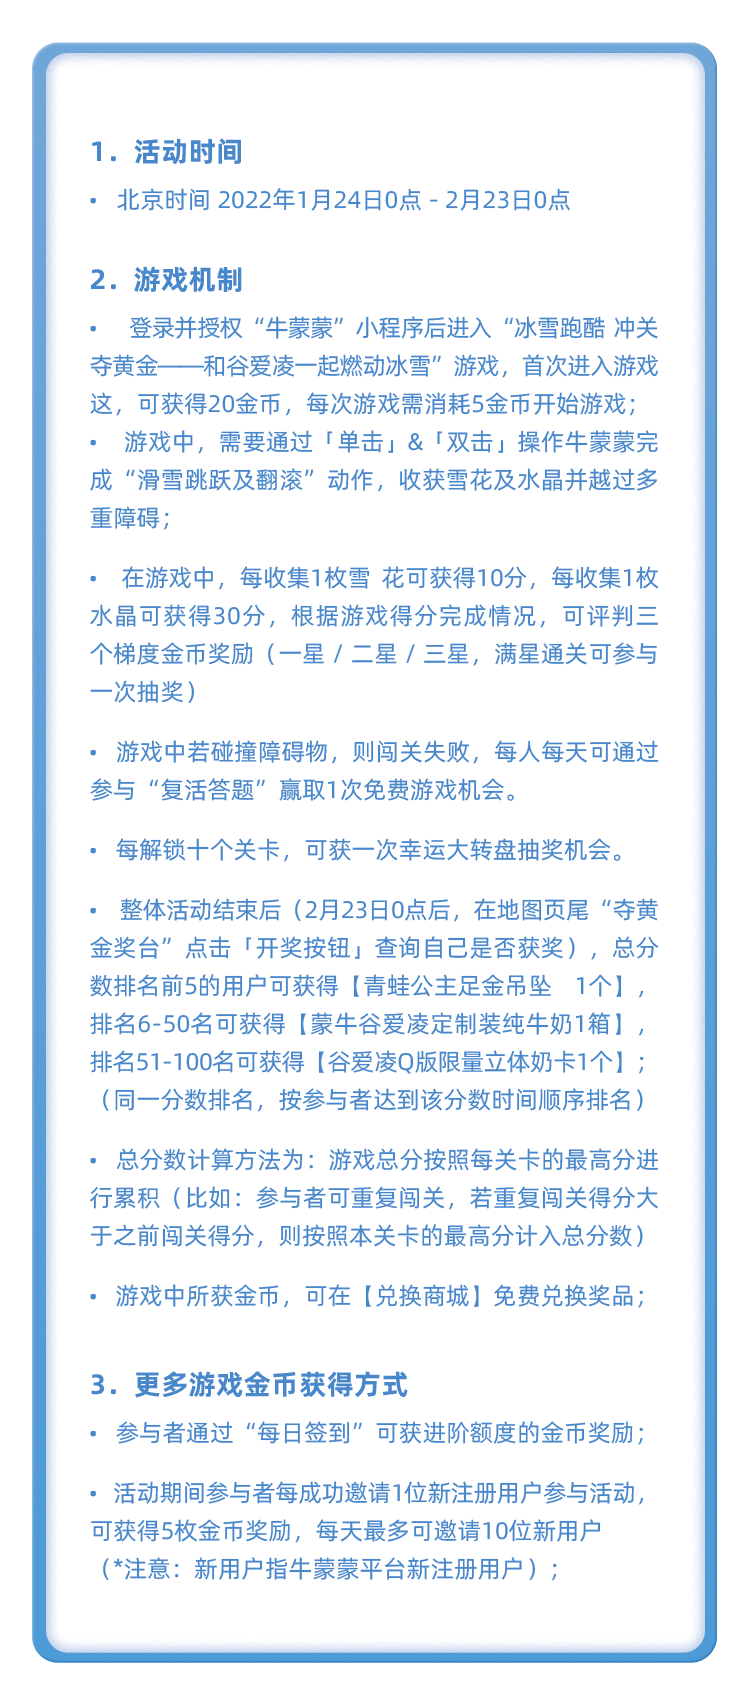 1. 活动时间
• 北京时间 2022年1月24日0点 - 2月23日0点
2. 游戏机制
• 登录并授权“牛蒙蒙”小程序后进入“冰雪跑酷 冲关
夺黄金——和谷爱凌一起燃动冰雪”游戏，首次进入游戏
这，可获得20金币，每次游戏需消耗5金币开始游戏；
• 游戏中，需要通过「单击」&「双击」操作牛蒙蒙完
成“滑雪跳跃及翻滚”动作，收获雪花及水晶并越过多
重障碍；
• 在游戏中，每收集1枚雪 花可获得10分，每收集1枚
水晶可获得30分，根据游戏得分完成情况，可评判三
个梯度金币奖励（一星 / 二星 / 三星，满星通关可参与
一次抽奖）
• 游戏中若碰撞障碍物，则闯关失败，每人每天可通过
参与“复活答题”赢取1次免费游戏机会。
• 每解锁十个关卡，可获一次幸运大转盘抽奖机会。
• 整体活动结束后（2月23日0点后，在地图页尾“夺黄
金奖台”点击「开奖按钮」查询自己是否获奖），总分
数排名前5的用户可获得【青蛙公主足金吊坠 1个】，
排名6-50名可获得【蒙牛谷爱凌定制装纯牛奶1箱】，
排名51-100名可获得【谷爱凌Q版限量立体奶卡1个】；
（同一分数排名，按参与者达到该分数时间顺序排名）
• 总分数计算方法为：游戏总分按照每关卡的最高分进
行累积（比如：参与者可重复闯关，若重复闯关得分大
于之前闯关得分，则按照本关卡的最高分计入总分数）
• 游戏中所获金币，可在【兑换商城】免费兑换奖品；
3. 更多游戏金币获得方式
• 参与者通过“每日签到”可获进阶额度的金币奖励；
• 活动期间参与者每成功邀请1位新注册用户参与活动，
可获得5枚金币奖励，每天最多可邀请10位新用户
（*注意：新用户指牛蒙蒙平台新注册用户）；